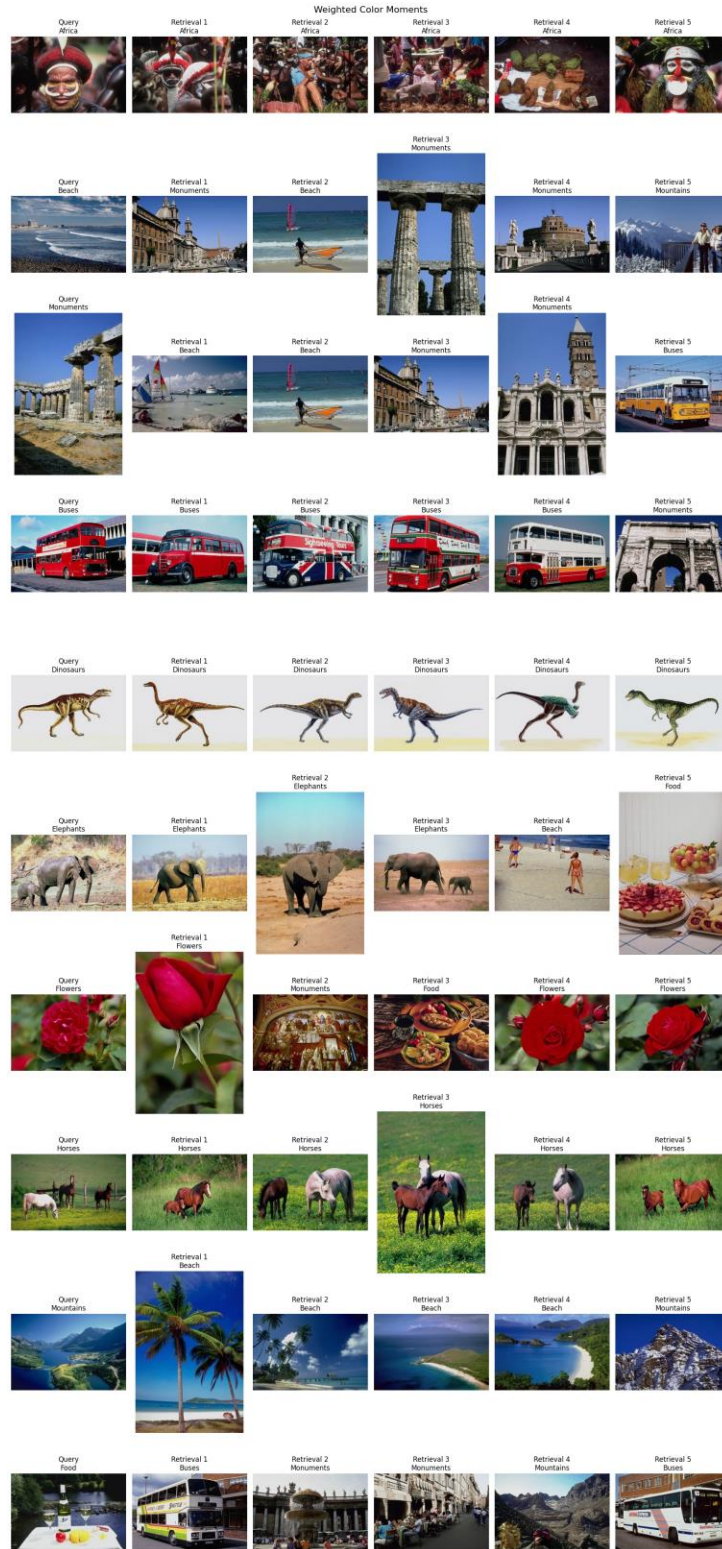 Weighted Color Moments
Query
Africa
Retrieval 1
Africa
Retrieval 2
Africa
Retrieval 3
Africa
Retrieval 4
Africa
Retrieval 5
Africa
Query
Beach
Retrieval 1
Monuments
Retrieval 2
Beach
Retrieval 3
Monuments
Retrieval 4
Monuments
Retrieval 5
Mountains
Query
Monuments
Retrieval 1
Beach
Retrieval 2
Beach
Retrieval 3
Monuments
Retrieval 4
Monuments
Retrieval 5
Buses
Query
Buses
Retrieval 1
Buses
Retrieval 2
Buses
Retrieval 3
Buses
Retrieval 4
Buses
Retrieval 5
Monuments
Query
Dinosaurs
Retrieval 1
Dinosaurs
Retrieval 2
Dinosaurs
Retrieval 3
Dinosaurs
Retrieval 4
Dinosaurs
Retrieval 5
Dinosaurs
Query
Elephants
Retrieval 1
Elephants
Retrieval 2
Elephants
Retrieval 3
Elephants
Retrieval 4
Beach
Retrieval 5
Food
Query
Flowers
Retrieval 1
Flowers
Retrieval 2
Monuments
Retrieval 3
Food
Retrieval 4
Flowers
Retrieval 5
Flowers
Query
Horses
Retrieval 1
Horses
Retrieval 2
Horses
Retrieval 3
Horses
Retrieval 4
Horses
Retrieval 5
Horses
Query
Mountains
Retrieval 1
Beach
Retrieval 2
Beach
Retrieval 3
Beach
Retrieval 4
Beach
Retrieval 5
Mountains
Query
Food
Retrieval 1
Buses
Retrieval 2
Monuments
Retrieval 3
Monuments
Retrieval 4
Mountains
Retrieval 5
Buses